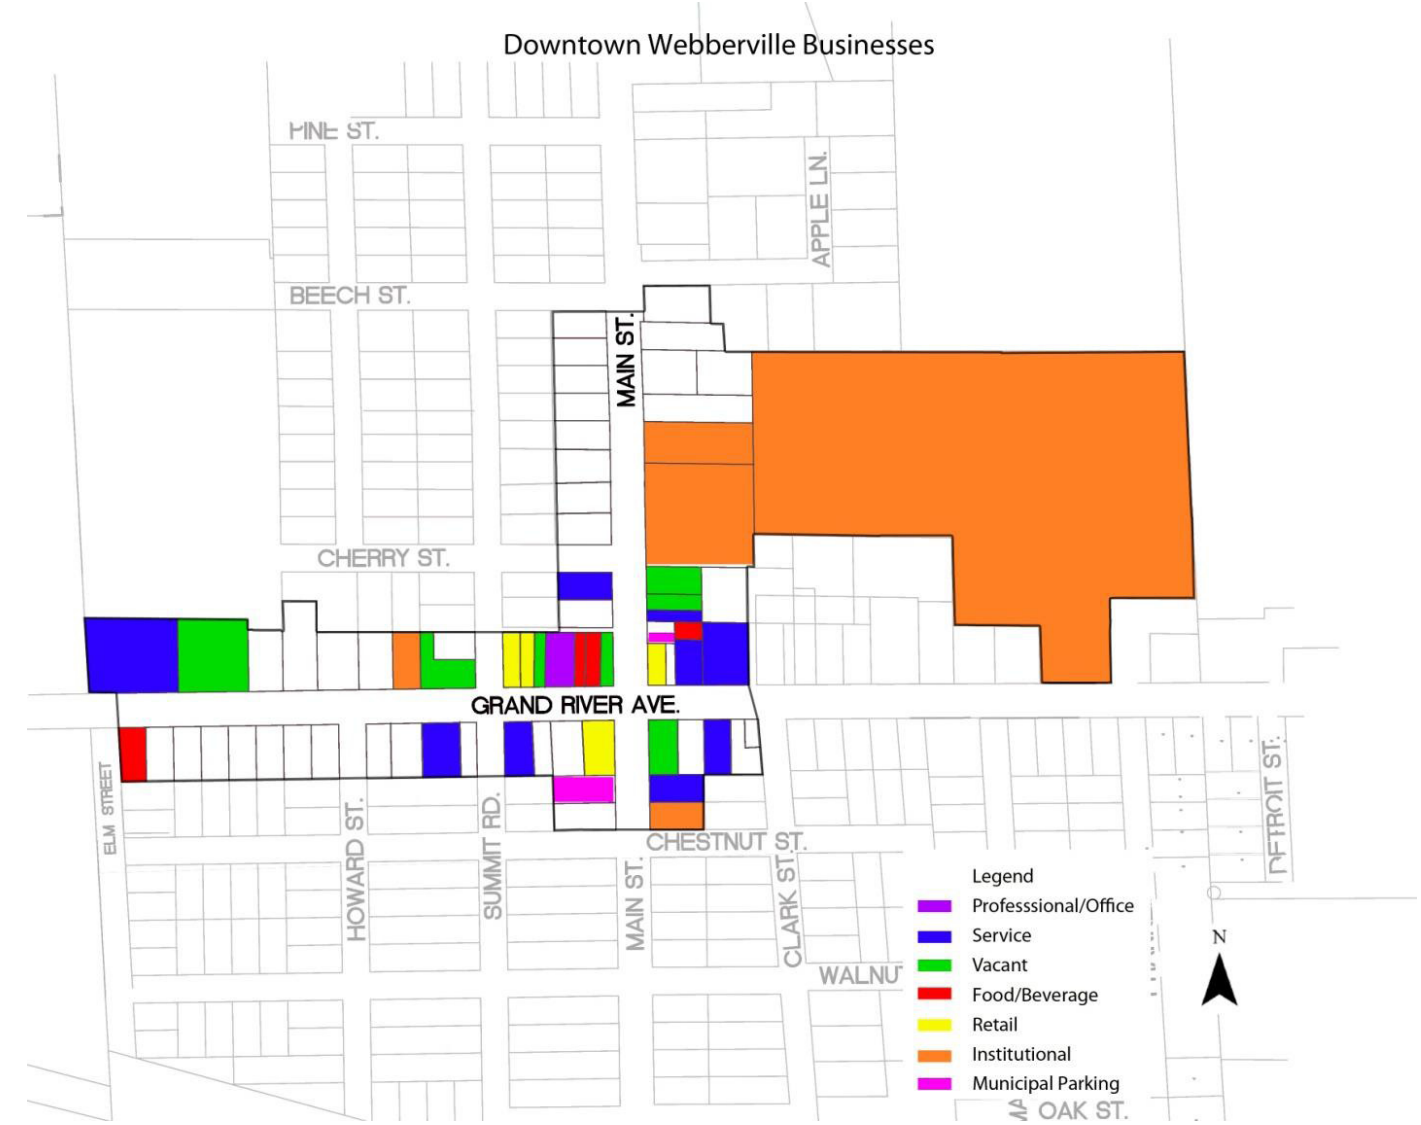 Downtown Webberville Businesses
PINE ST.
APPLE LN.
BEECH ST.
MAIN ST.
CHERRY ST.
GRAND RIVER AVE.
ELM STREET
HOWARD ST.
SUMMIT RD.
MAIN ST.
CHESTNUT ST.
CLARK ST.
DETROIT ST.
WALNU
Legend
Professsional/Office
Service
Vacant
Food/Beverage
Retail
Institutional
Municipal Parking
N
OAK ST.